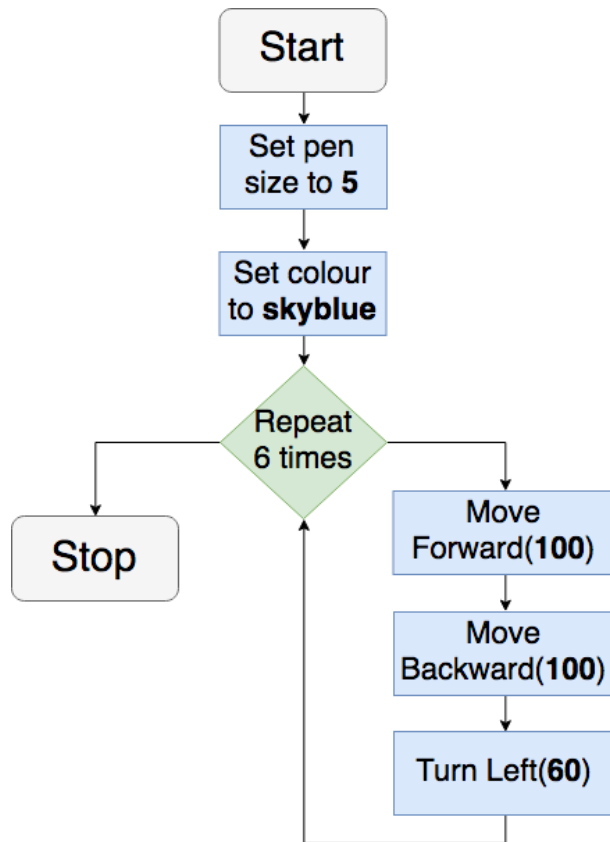 Start
Set pen
size to 5
Set colour
to skyblue
Repeat
6 times
Stop
Move
Forward(100)
Move
Backward(100)
Turn Left(60)